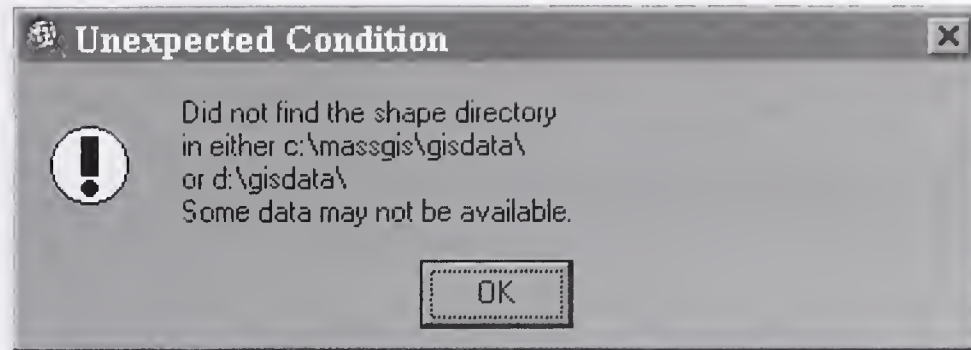 Unexpected Condition
Did not find the shape directory
in either c:\massgis\gisdata\
or d:\gisdata\
Some data may not be available.
OK